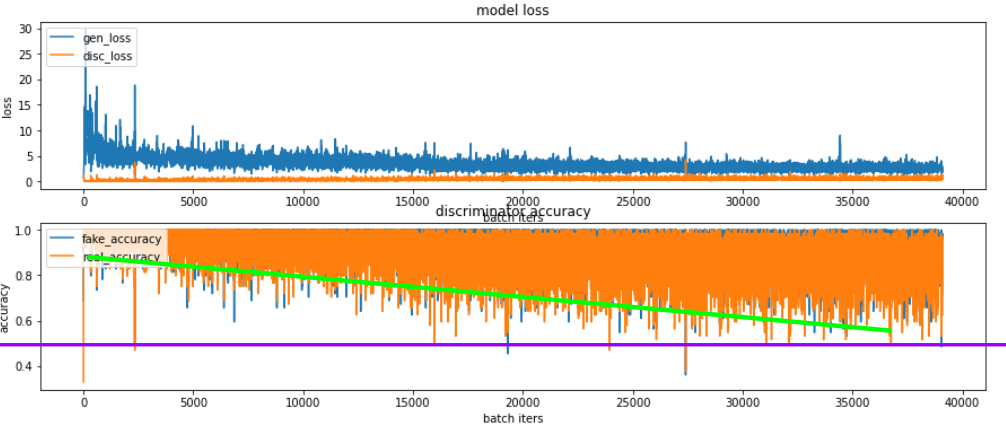 model loss
30
25
20
15
10
5
0
loss
gen_loss
disc_loss
0 5000 10000 15000 20000 25000 30000 35000 40000
batch iters
discriminator accuracy
1.0
0.8
0.6
0.4
accuracy
fake_accuracy
real_accuracy
0 5000 10000 15000 20000 25000 30000 35000 40000
batch iters